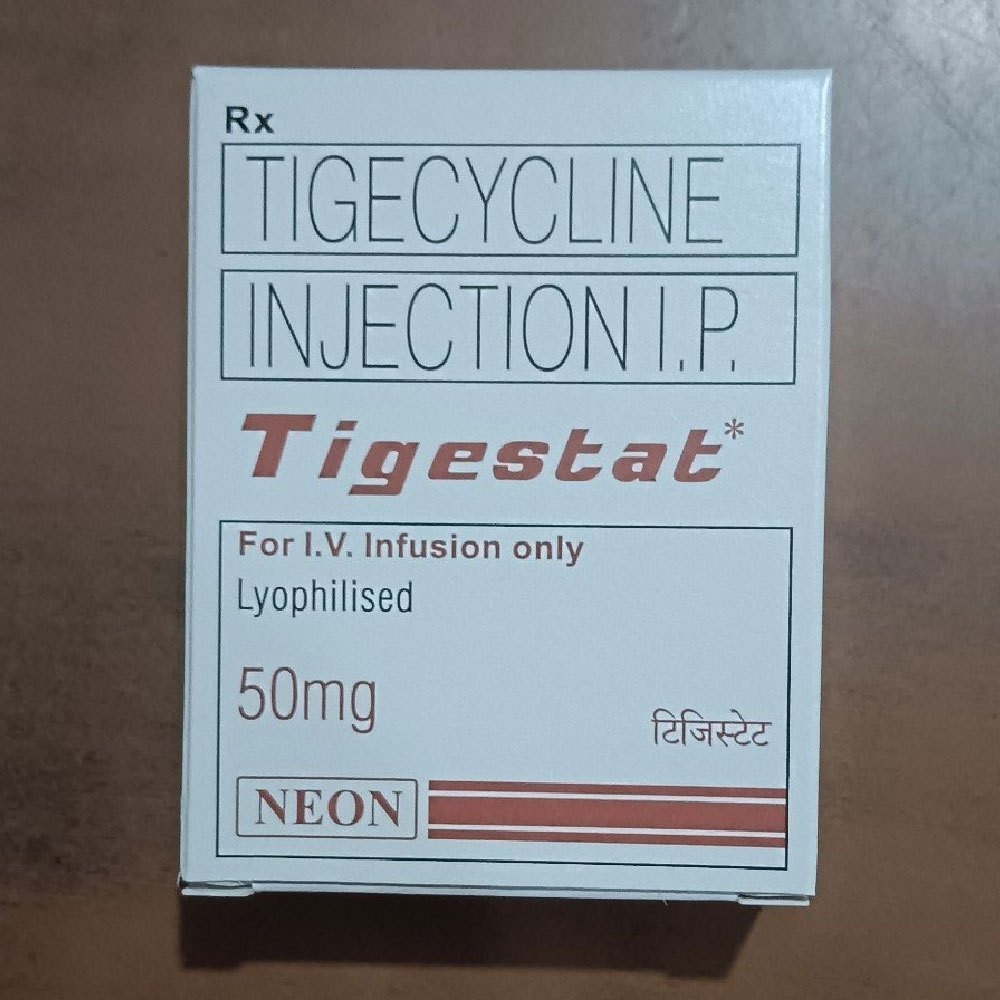 Rx
TIGECYCLINE
INJECTION I.P.
Tigestat*
For I.V. Infusion only
Lyophilised
50mg
टिजिस्टेट
NEON